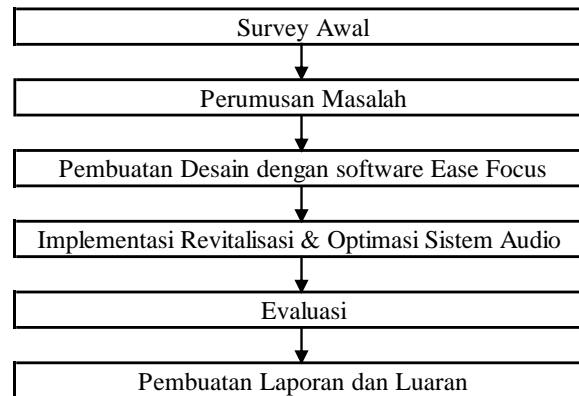 Survey Awal
Perumusan Masalah
Pembuatan Desain dengan software Ease Focus
Implementasi Revitalisasi & Optimasi Sistem Audio
Evaluasi
Pembuatan Laporan dan Luaran